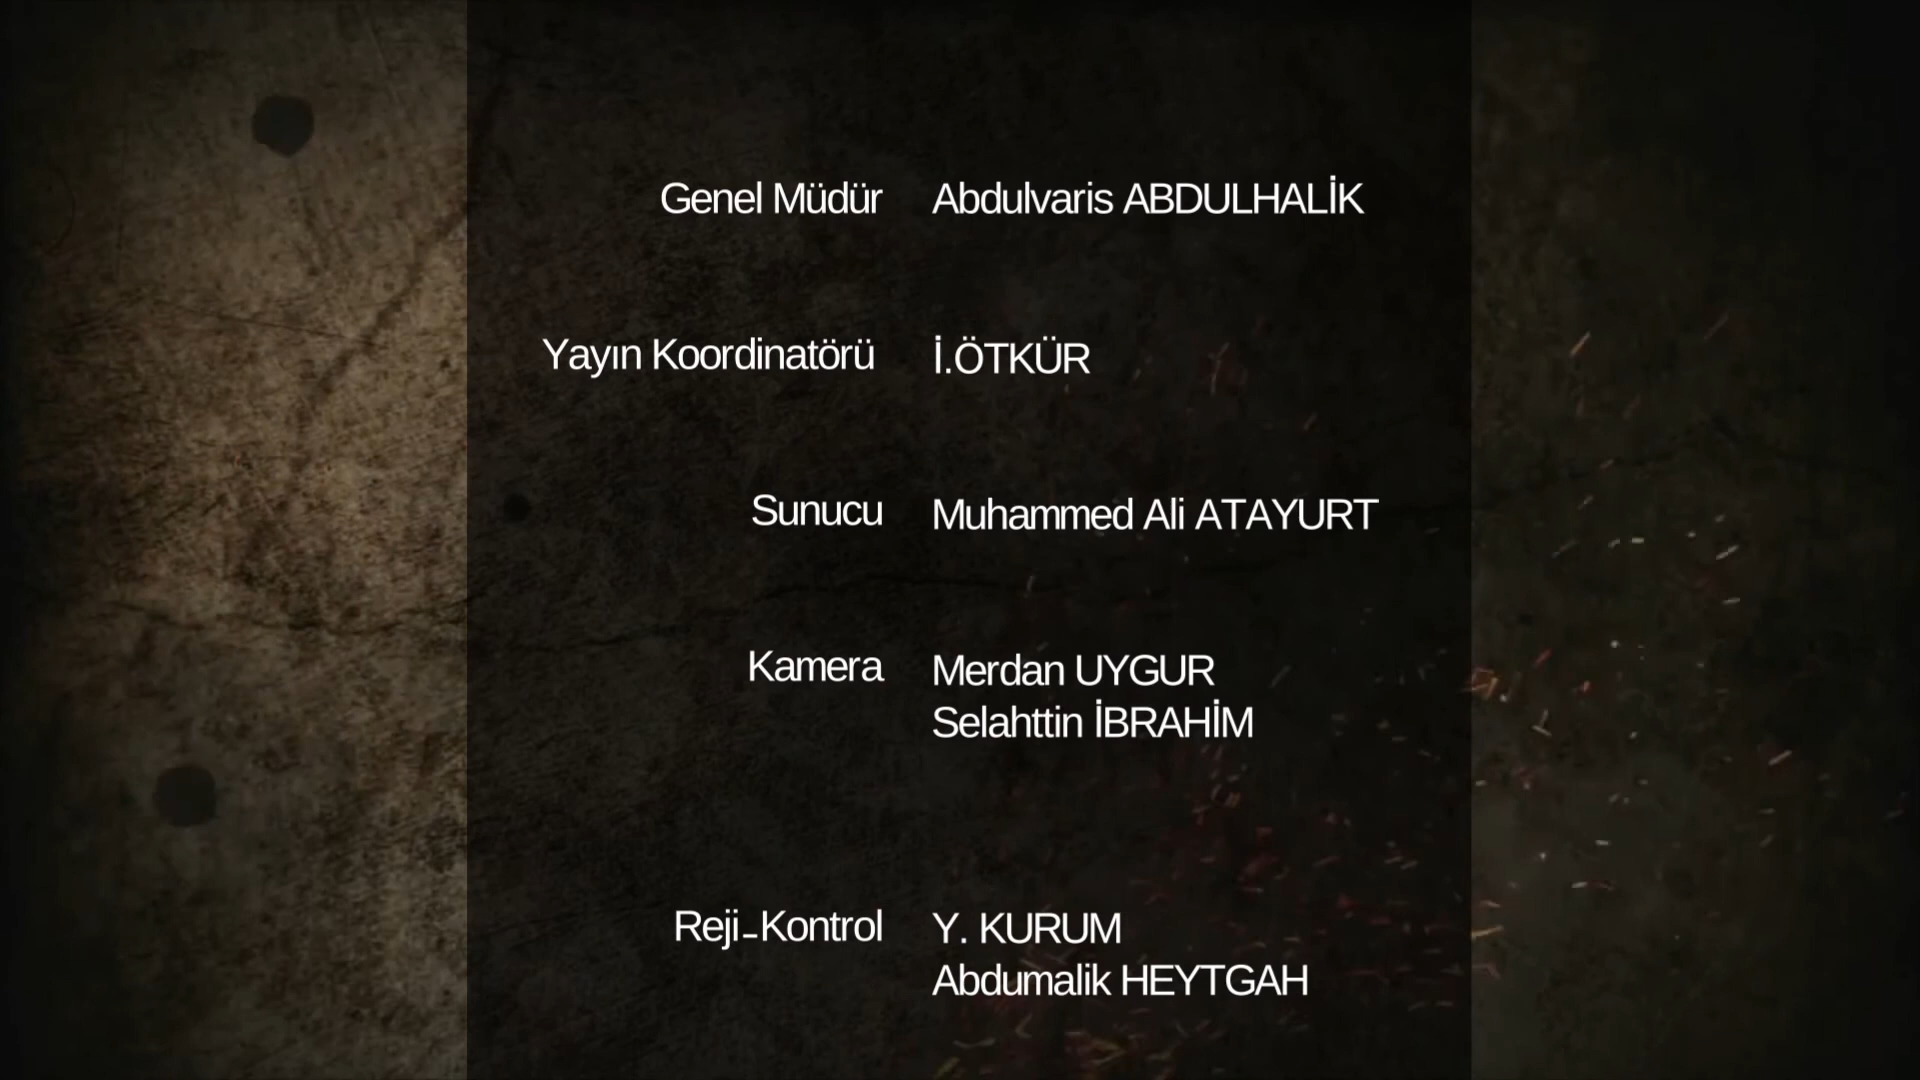 Genel Müdür Abdulvaris ABDULHALİK
Yayın Koordinatörü İ.ÖTKÜR
Sunucu Muhammed Ali ATAYURT
Kamera Merdan UYGUR
Selahttin İBRAHİM
Reji-Kontrol Y. KURUM
Abdumalik HEYTGAH